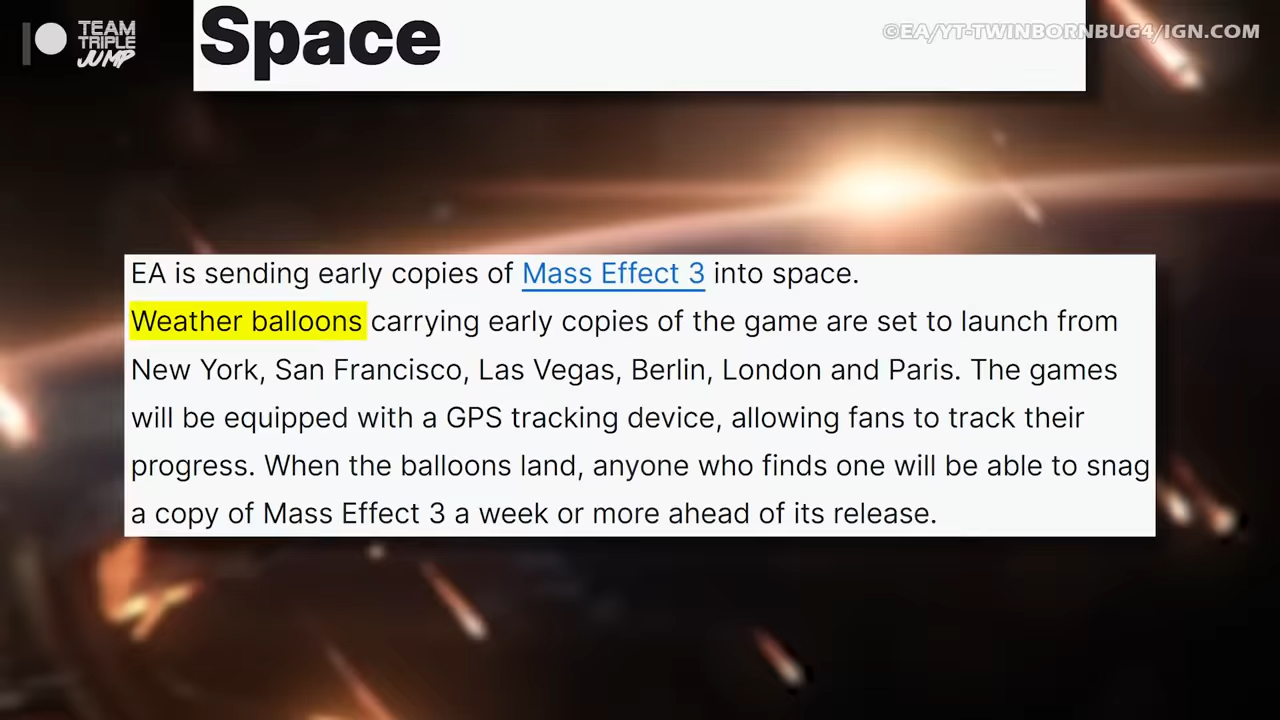 TEAM
TRIPLE
JUMP
©EA/YT-TWINBORNBUG4/IGN.COM
Space
EA is sending early copies of Mass Effect 3 into space.
Weather balloons carrying early copies of the game are set to launch from
New York, San Francisco, Las Vegas, Berlin, London and Paris. The games
will be equipped with a GPS tracking device, allowing fans to track their
progress. When the balloons land, anyone who finds one will be able to snag
a copy of Mass Effect 3 a week or more ahead of its release.